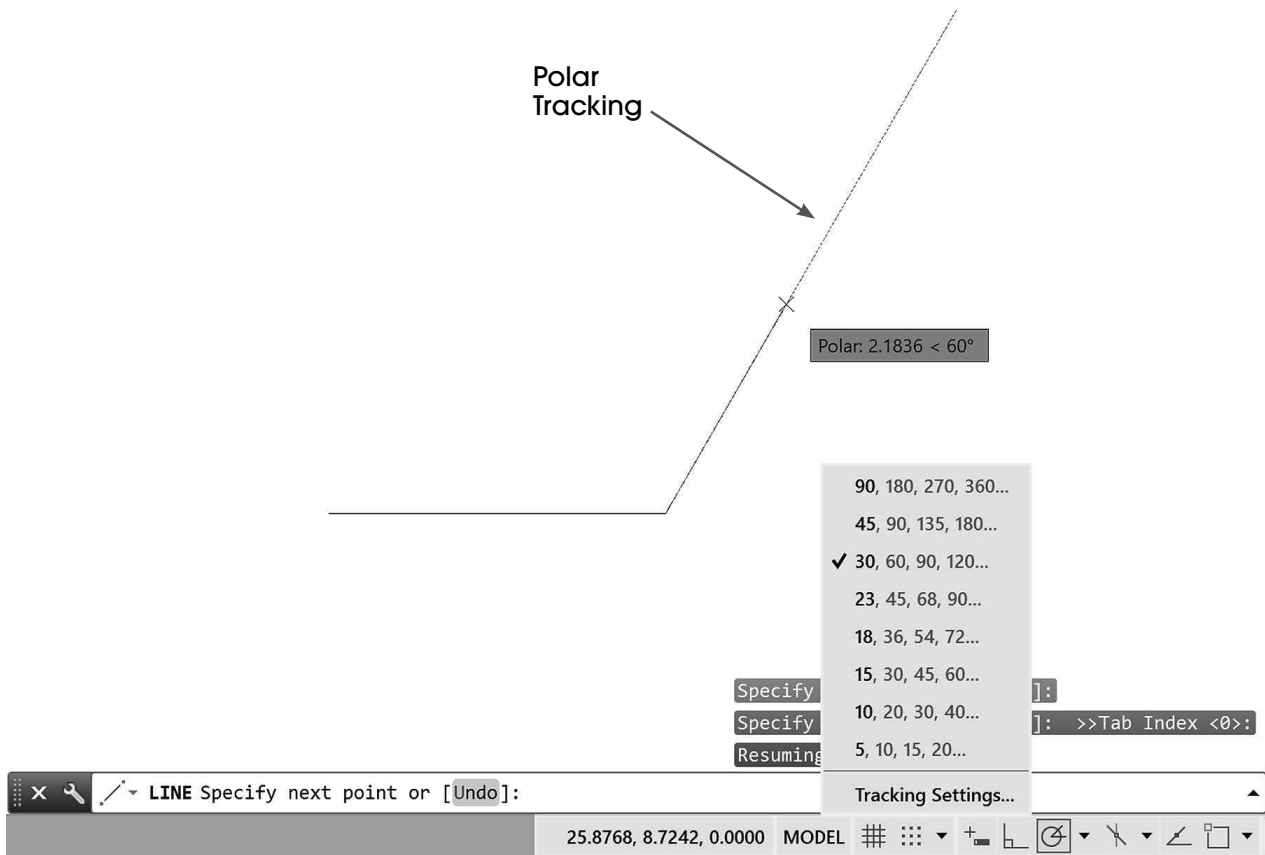 Polar
Tracking
Polar: 2.1836 < 60°
90, 180, 270, 360...
45, 90, 135, 180...
30, 60, 90, 120...
23, 45, 68, 90...
18, 36, 54, 72...
15, 30, 45, 60...
10, 20, 30, 40...
5, 10, 15, 20...
Tracking Settings...
Specify ]:
Specify ]: >>Tab Index <0>:
Resuming
LINE Specify next point or [Undo]:
25.8768, 8.7242, 0.0000 MODEL